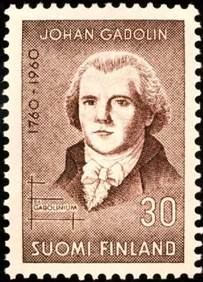 JOHAN GADOLIN
1760-1960
GADOLINIUM
30
SUOMI FINLAND